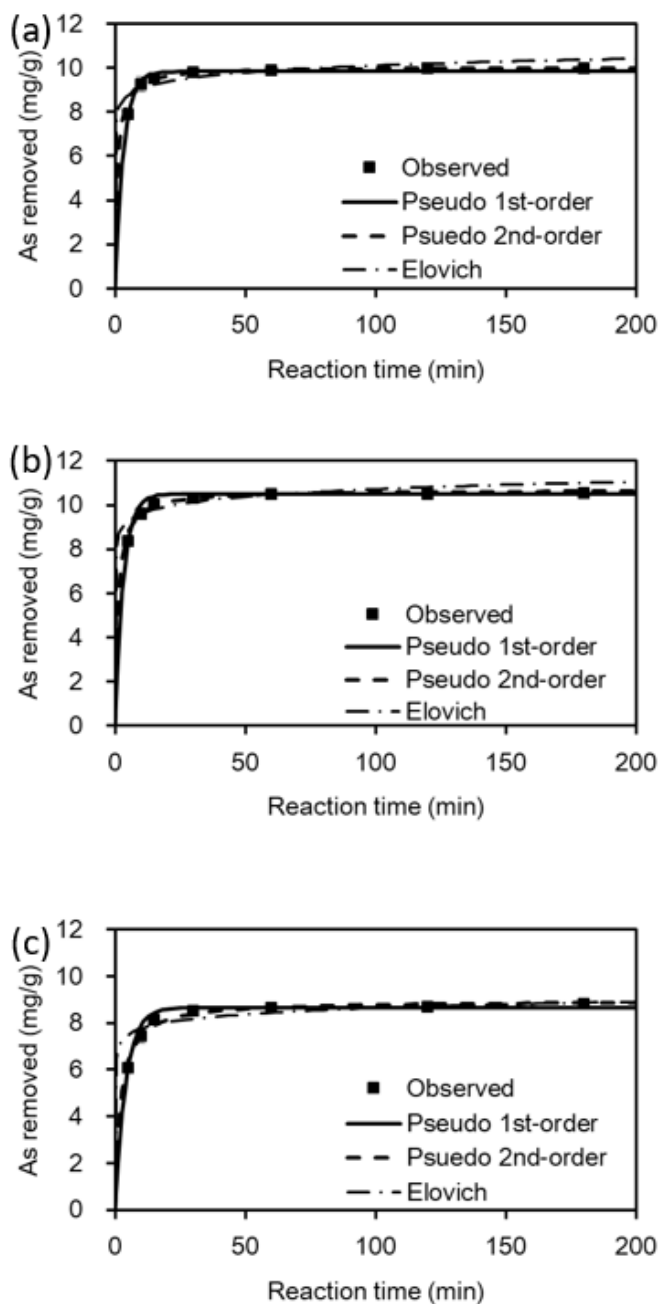 (a)
12
10
8
6
4
2
0
As removed (mg/g)
Observed
Pseudo 1st-order
Psuedo 2nd-order
Elovich
0 50 100 150 200
Reaction time (min)
(b)
12
10
8
6
4
2
0
As removed (mg/g)
Observed
Pseudo 1st-order
Pseudo 2nd-order
Elovich
0 50 100 150 200
Reaction time (min)
(c)
12
10
8
6
4
2
0
As removed (mg/g)
Observed
Pseudo 1st-order
Psuedo 2nd-order
Elovich
0 50 100 150 200
Reaction time (min)